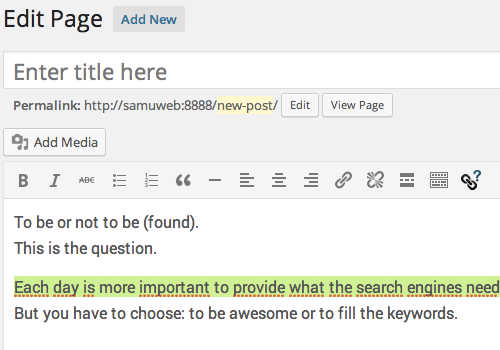 Edit Page Add New
Enter title here
Permalink: http://samuweb:8888/new-post/ Edit View Page
Add Media
B I ABC ?
To be or not to be (found).
This is the question.
Each day is more important to provide what the search engines need
But you have to choose: to be awesome or to fill the keywords.